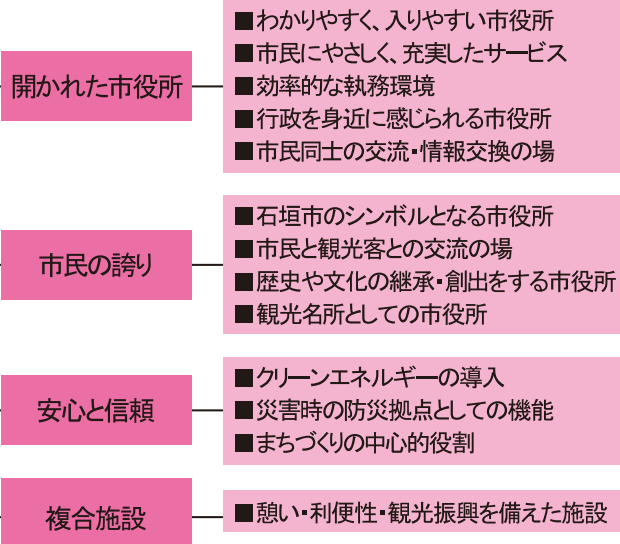 開かれた市役所
■わかりやすく、入りやすい市役所
■市民にやさしく、充実したサービス
■効率的な執務環境
■行政を身近に感じられる市役所
■市民同士の交流・情報交換の場
市民の誇り
■石垣市のシンボルとなる市役所
■市民と観光客との交流の場
■歴史や文化の継承・創出をする市役所
■観光名所としての市役所
安心と信頼
■クリーンエネルギーの導入
■災害時の防災拠点としての機能
■まちづくりの中心的役割
複合施設
■憩い・利便性・観光振興を備えた施設